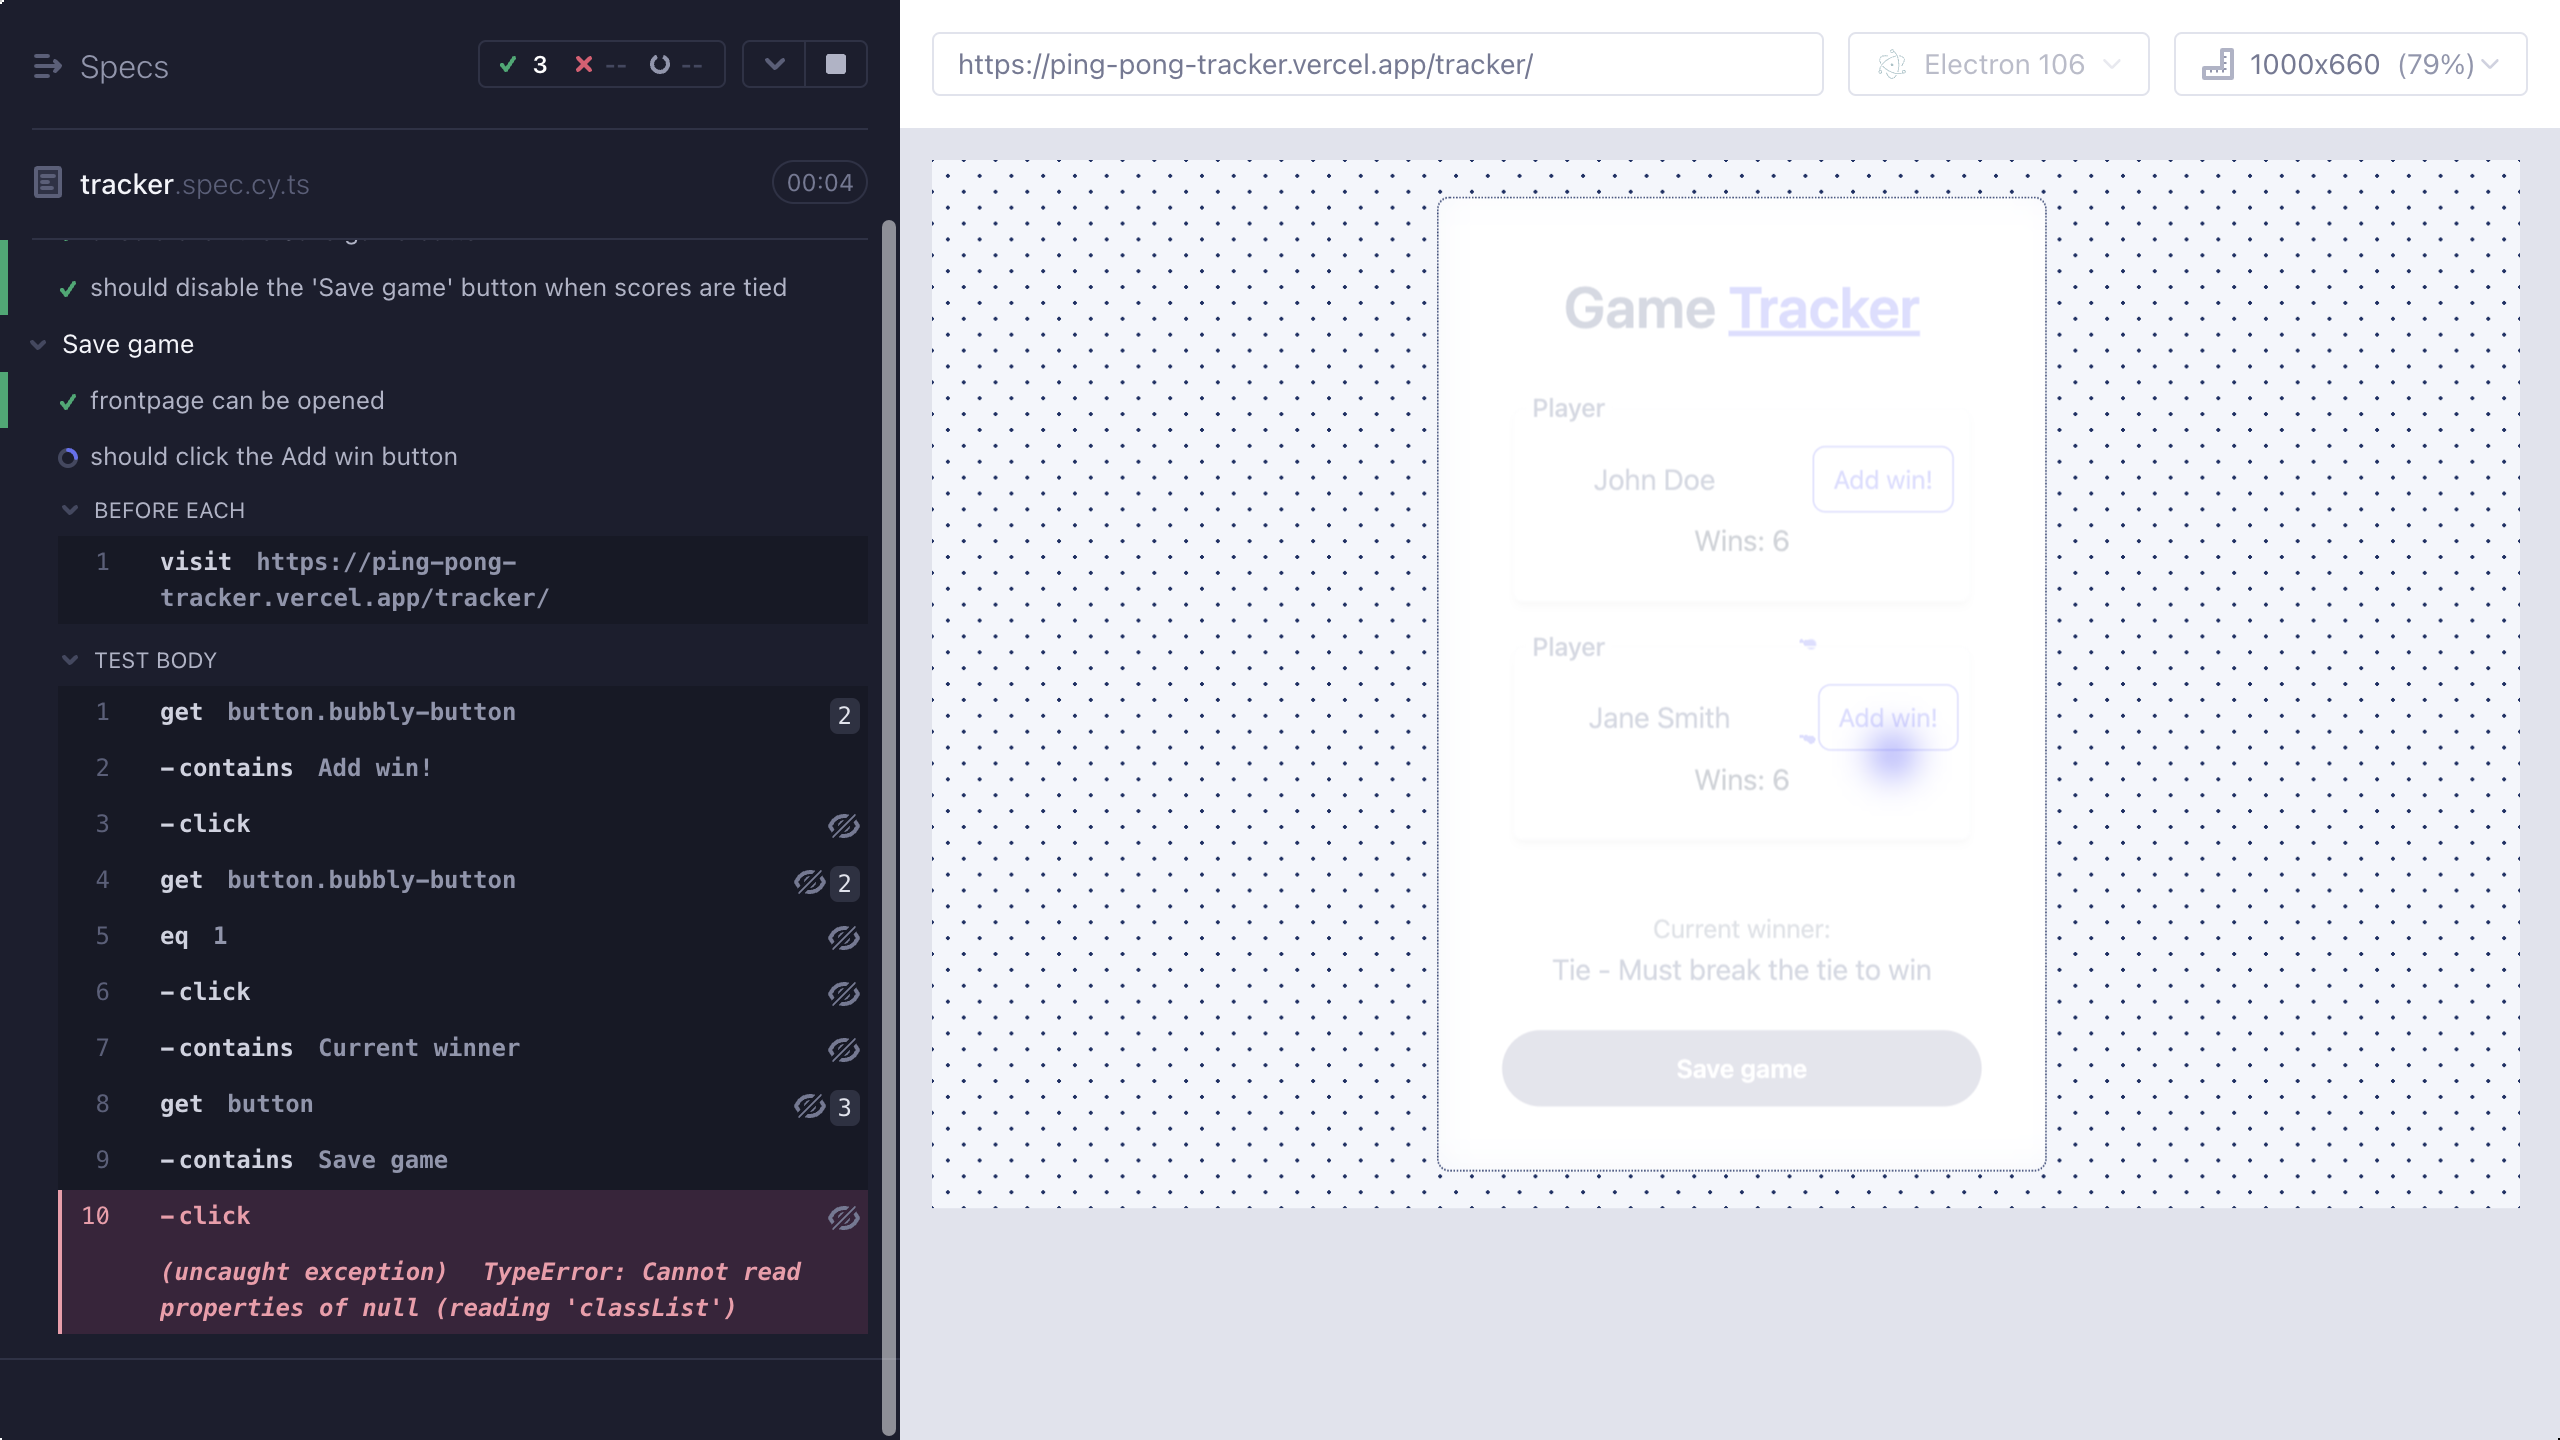 Specs
3
--
--
tracker.spec.cy.ts
00:04
should disable the 'Save game' button when scores are tied
Save game
frontpage can be opened
should click the Add win button
BEFORE EACH
1 visit https://ping-pong-
tracker.vercel.app/tracker/
TEST BODY
1 get button.bubbly-button 2
2 -contains Add win!
3 -click
4 get button.bubbly-button 2
5 eq 1
6 -click
7 -contains Current winner
8 get button 3
9 -contains Save game
10 -click
(uncaught exception) TypeError: Cannot read
properties of null (reading 'classList')
https://ping-pong-tracker.vercel.app/tracker/
Electron 106
1000x660 (79%)
Game Tracker
Player
John Doe
Add win!
Wins: 6
Player
Jane Smith
Add win!
Wins: 6
Current winner:
Tie - Must break the tie to win
Save game